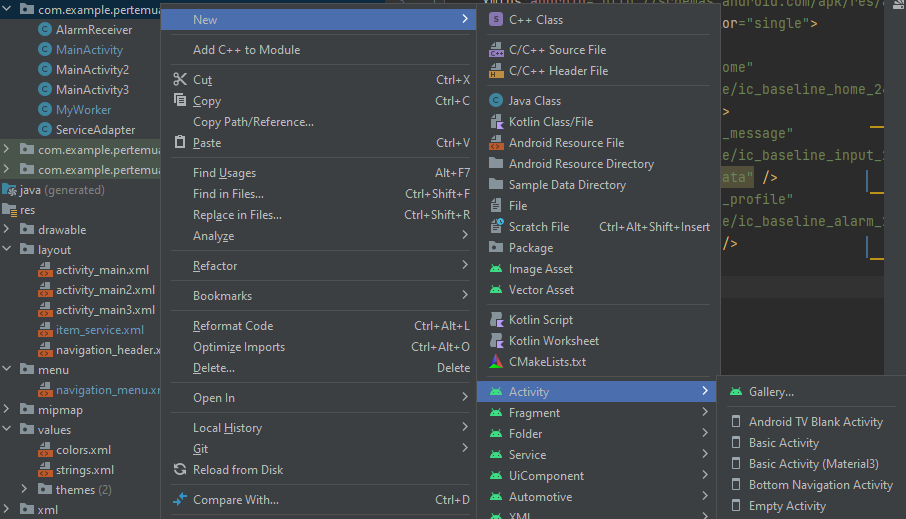 com.example.pertemua
AlarmReceiver
MainActivity
MainActivity2
MainActivity3
MyWorker
ServiceAdapter
com.example.pertemua
com.example.pertemua
java (generated)
res
drawable
layout
activity_main.xml
activity_main2.xml
activity_main3.xml
item_service.xml
navigation_header.x
menu
navigation_menu.xm
mipmap
values
colors.xml
strings.xml
themes (2)
xml
New
Add C++ to Module
Cut Ctrl+X
Copy Ctrl+C
Copy Path/Reference...
Paste Ctrl+V
Find Usages Alt+F7
Find in Files... Ctrl+Shift+F
Replace in Files... Ctrl+Shift+R
Analyze
Refactor
Bookmarks
Reformat Code Ctrl+Alt+L
Optimize Imports Ctrl+Alt+O
Delete... Delete
Open In
Local History
Git
Reload from Disk
Compare With... Ctrl+D
C++ Class
C/C++ Source File
C/C++ Header File
Java Class
Kotlin Class/File
Android Resource File
Android Resource Directory
Sample Data Directory
File
Scratch File Ctrl+Alt+Shift+Insert
Package
Image Asset
Vector Asset
Kotlin Script
Kotlin Worksheet
CMakeLists.txt
Activity
Fragment
Folder
Service
UiComponent
Automotive
XML
Gallery...
Android TV Blank Activity
Basic Activity
Basic Activity (Material3)
Bottom Navigation Activity
Empty Activity
.android.com/apk/res/
or="single">
ome"
e/ic_baseline_home_24
>
_message"
e/ic_baseline_input_
ata" />
_profile"
e/ic_baseline_alarm_
/>